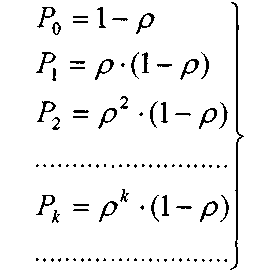 P₀ = 1 − ρ
P₁ = ρ · (1 − ρ)
P₂ = ρ² · (1 − ρ)
..........................
Pₖ = ρᵏ · (1 − ρ)
..........................